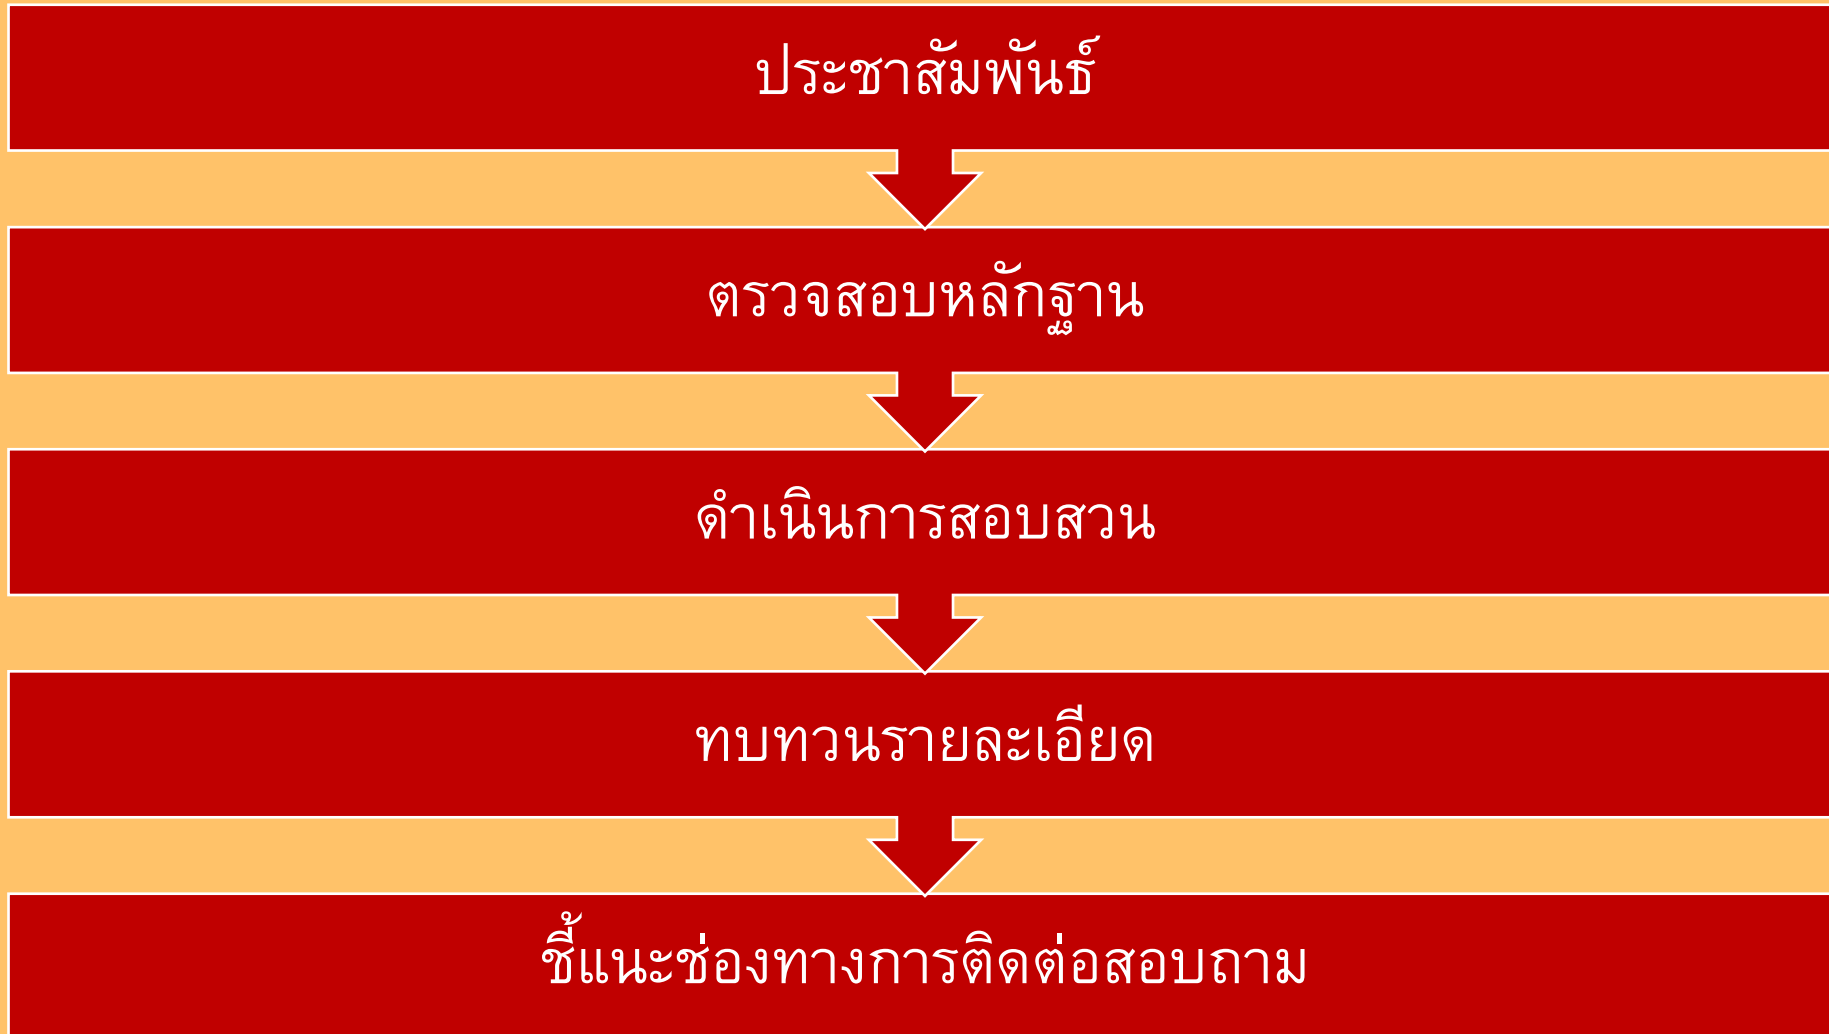 ประชาสัมพันธ์
ตรวจสอบหลักฐาน
ดำเนินการสอบสวน
ทบทวนรายละเอียด
ชี้แนะช่องทางการติดต่อสอบถาม